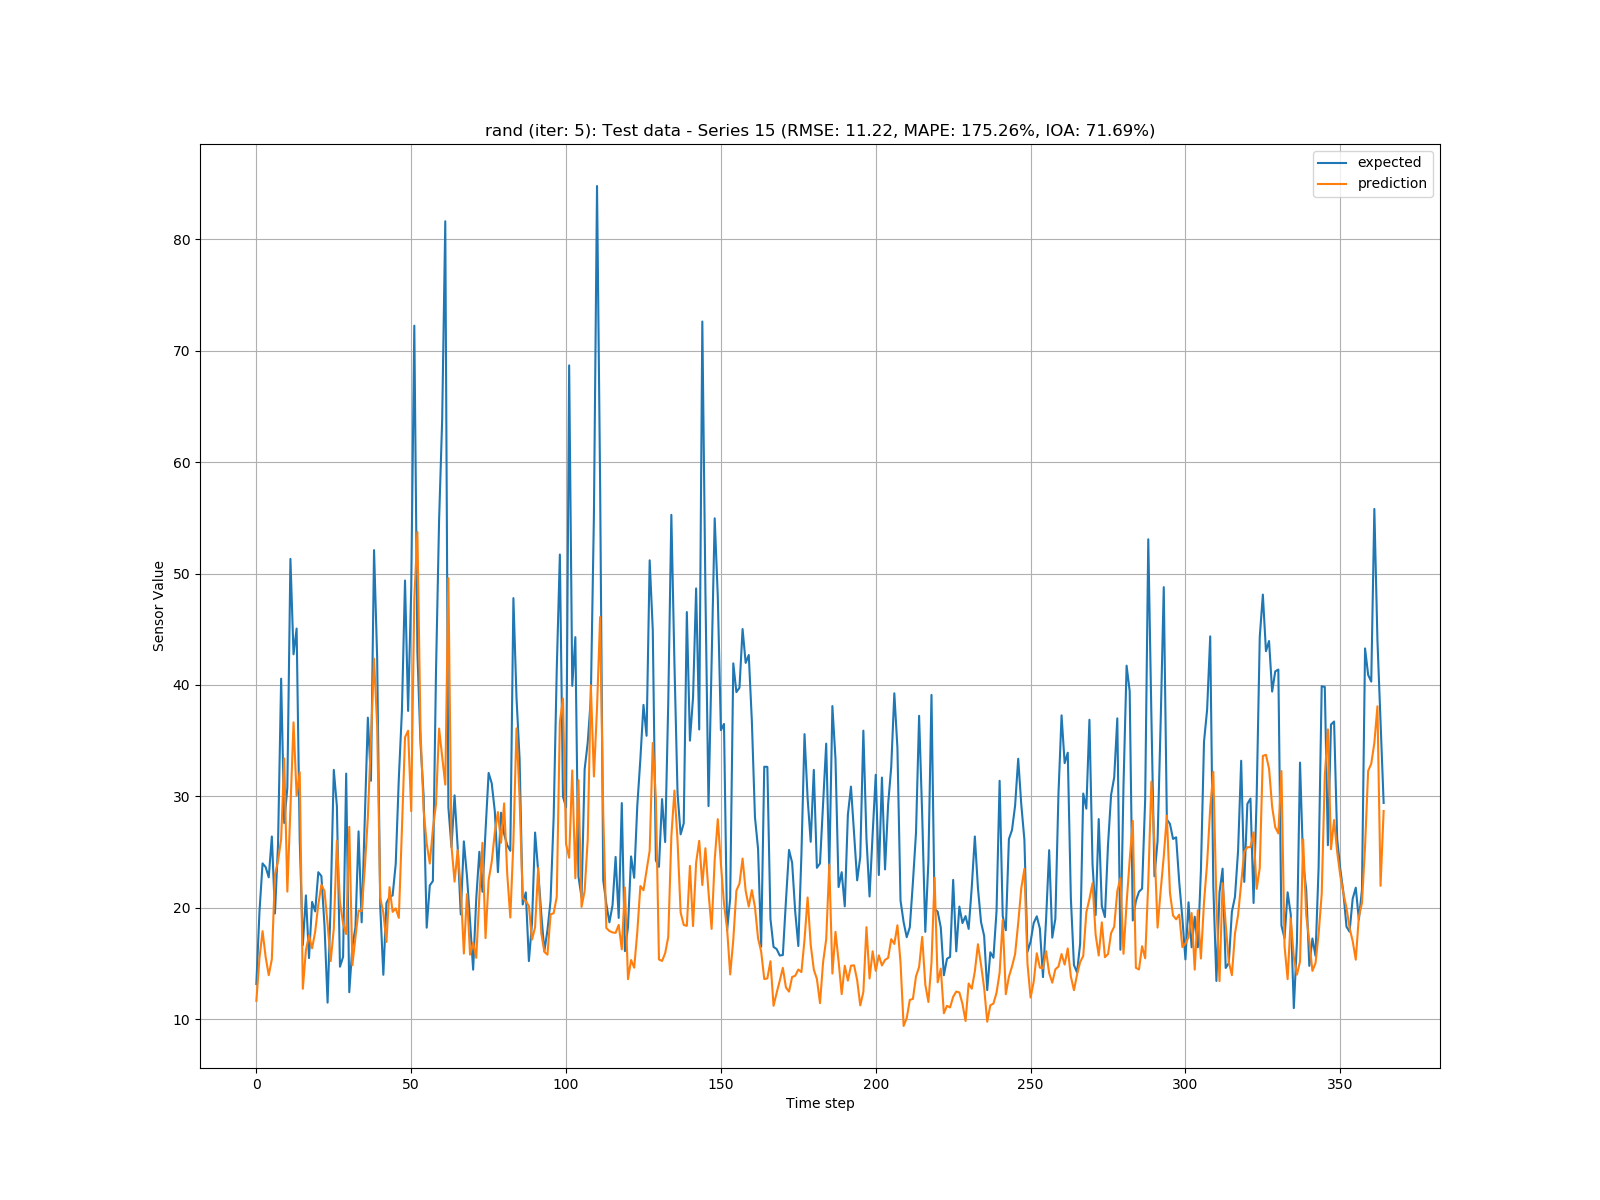 rand (iter: 5): Test data - Series 15 (RMSE: 11.22, MAPE: 175.26%, IOA: 71.69%)
expected
prediction
80
70
60
50
40
30
20
10
Sensor Value
0 50 100 150 200 250 300 350
Time step